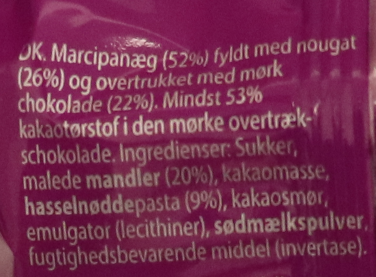 DK. Marcipanæg (52%) fyldt med nougat
(26%) og overtrukket med mørk
chokolade (22%). Mindst 53%
kakaotørstof i den mørke overtræk-
schokolade. Ingredienser: Sukker,
malede mandler (20%), kakaomasse,
hasselnøddepasta (9%), kakaosmør,
emulgator (lecithiner), sødmælkspulver,
fugtighedsbevarende middel (invertase).